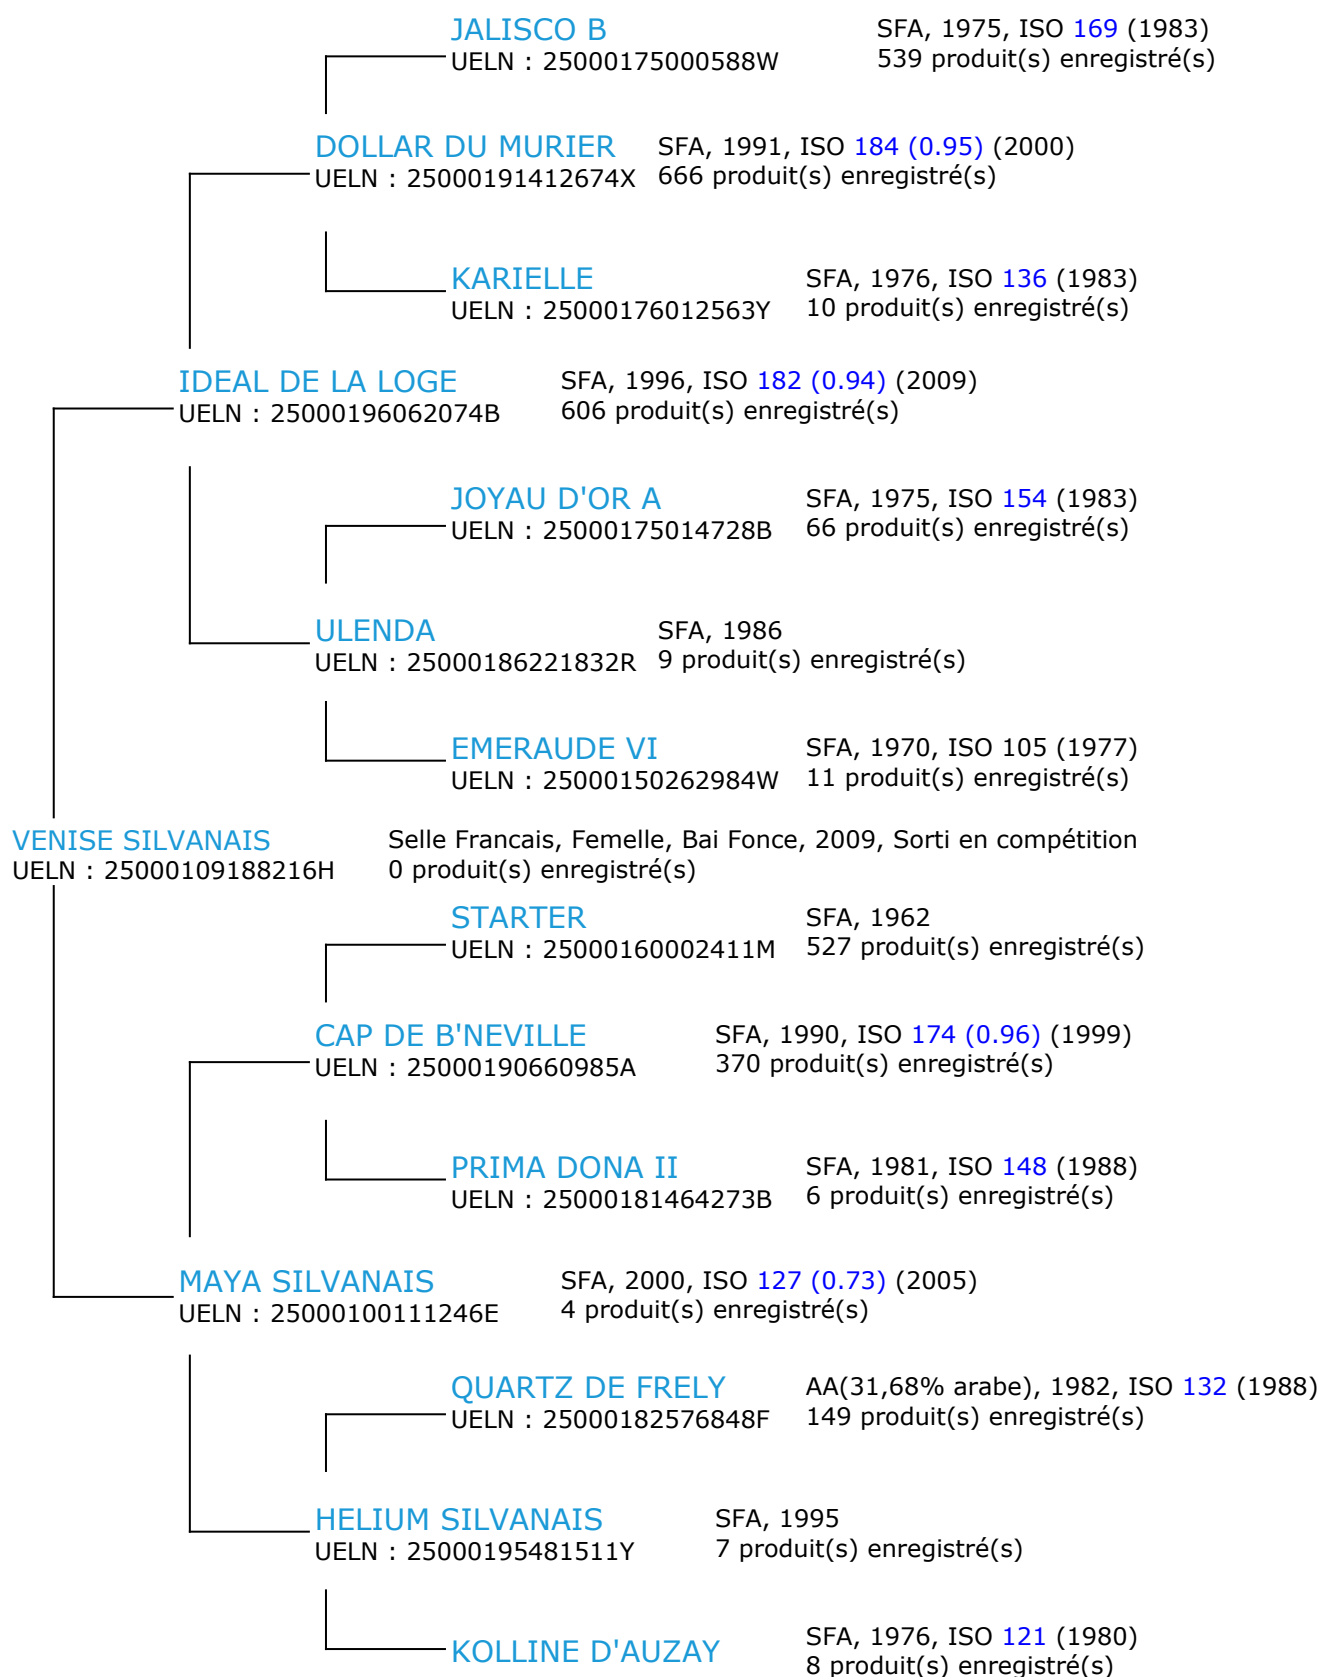 JALISCO B
UELN : 25000175000588W
SFA, 1975, ISO 169 (1983)
539 produit(s) enregistré(s)
DOLLAR DU MURIER
UELN : 25000191412674X
SFA, 1991, ISO 184 (0.95) (2000)
666 produit(s) enregistré(s)
KARIELLE
UELN : 25000176012563Y
SFA, 1976, ISO 136 (1983)
10 produit(s) enregistré(s)
IDEAL DE LA LOGE
UELN : 25000196062074B
SFA, 1996, ISO 182 (0.94) (2009)
606 produit(s) enregistré(s)
JOYAU D'OR A
UELN : 25000175014728B
SFA, 1975, ISO 154 (1983)
66 produit(s) enregistré(s)
ULENDA
UELN : 25000186221832R
SFA, 1986
9 produit(s) enregistré(s)
EMERAUDE VI
UELN : 25000150262984W
SFA, 1970, ISO 105 (1977)
11 produit(s) enregistré(s)
VENISE SILVANAIS
UELN : 25000109188216H
Selle Francais, Femelle, Bai Fonce, 2009, Sorti en compétition
0 produit(s) enregistré(s)
STARTER
UELN : 25000160002411M
SFA, 1962
527 produit(s) enregistré(s)
CAP DE B'NEVILLE
UELN : 25000190660985A
SFA, 1990, ISO 174 (0.96) (1999)
370 produit(s) enregistré(s)
PRIMA DONA II
UELN : 25000181464273B
SFA, 1981, ISO 148 (1988)
6 produit(s) enregistré(s)
MAYA SILVANAIS
UELN : 25000100111246E
SFA, 2000, ISO 127 (0.73) (2005)
4 produit(s) enregistré(s)
QUARTZ DE FRELY
UELN : 25000182576848F
AA(31,68% arabe), 1982, ISO 132 (1988)
149 produit(s) enregistré(s)
HELIUM SILVANAIS
UELN : 25000195481511Y
SFA, 1995
7 produit(s) enregistré(s)
KOLLINE D'AUZAY
SFA, 1976, ISO 121 (1980)
8 produit(s) enregistré(s)